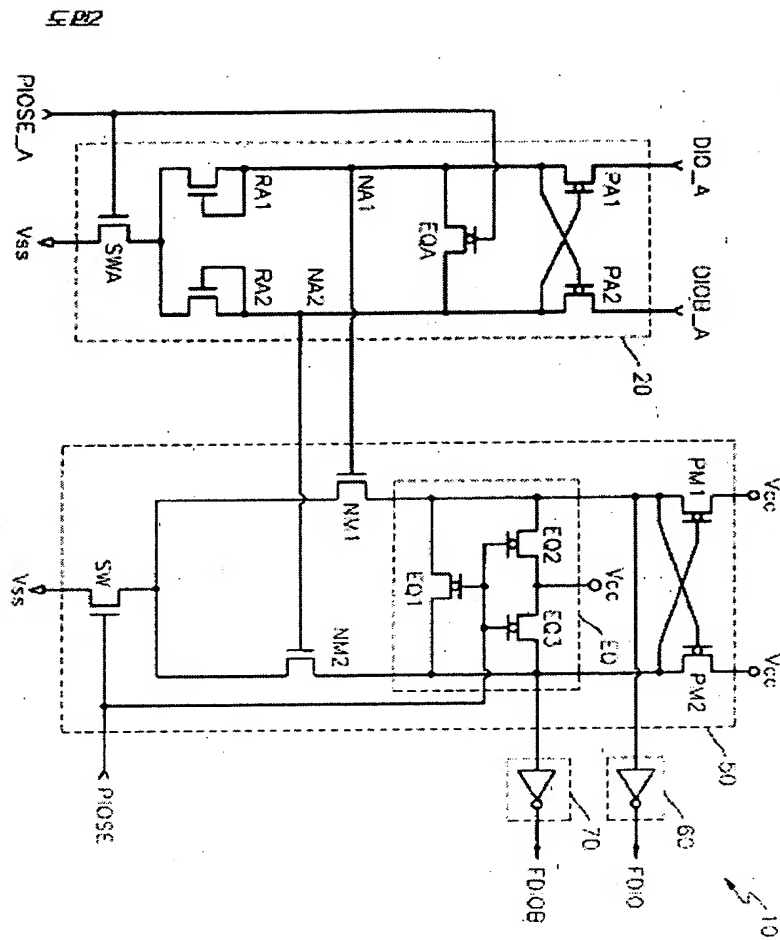 도면2
PIOSE_A
DIO_A
DIOB_A
PA1
PA2
EQA
NA1
NA2
RA1
RA2
SWA
Vss
20
Vcc
Vcc
PM1
PM2
EQ2
Vcc
EQ3
EQ
EQ1
NM1
NM2
SW
Vss
PIOSE
50
60
70
FDIO
FDIOB
10